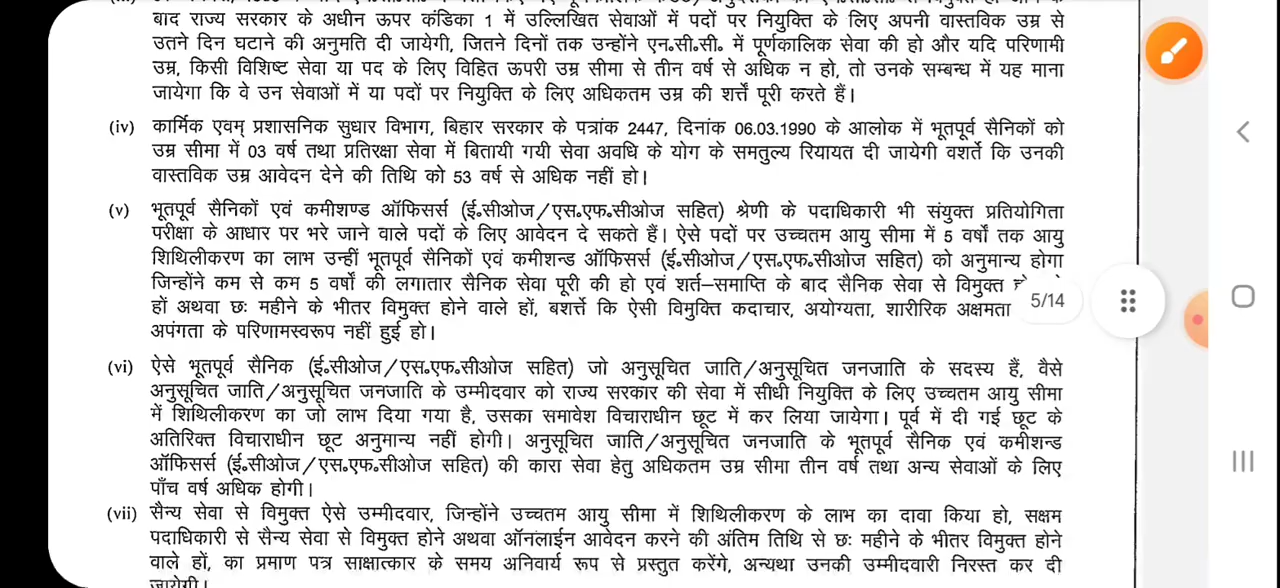 बाद राज्य सरकार के अधीन ऊपर कंडिका 1 में उल्लिखित सेवाओं में पदों पर नियुक्ति के लिए अपनी वास्तविक उम्र से
उतने दिन घटाने की अनुमति दी जायेगी, जितने दिनों तक उन्होंने एन॰सी॰सी॰ में पूर्णकालिक सेवा की हो और यदि परिणामी
उम्र, किसी विशिष्ट सेवा या पद के लिए विहित ऊपरी उम्र सीमा से तीन वर्ष से अधिक न हो, तो उनके सम्बन्ध में यह माना
जायेगा कि वे उन सेवाओं में या पदों पर नियुक्ति के लिए अधिकतम उम्र की शर्त्तें पूरी करते हैं।
(iv) कार्मिक एवम् प्रशासनिक सुधार विभाग, बिहार सरकार के पत्रांक 2447, दिनांक 06.03.1990 के आलोक में भूतपूर्व सैनिकों को
उम्र सीमा में 03 वर्ष तथा प्रतिरक्षा सेवा में बितायी गयी सेवा अवधि के योग के समतुल्य रियायत दी जायेगी वशर्ते कि उनकी
वास्तविक उम्र आवेदन देने की तिथि को 53 वर्ष से अधिक नहीं हो।
(v) भूतपूर्व सैनिकों एवं कमीशण्ड ऑफिसर्स (ई॰सीओज/एस॰एफ॰सीओज सहित) श्रेणी के पदाधिकारी भी संयुक्त प्रतियोगिता
परीक्षा के आधार पर भरे जाने वाले पदों के लिए आवेदन दे सकते हैं। ऐसे पदों पर उच्चतम आयु सीमा में 5 वर्षों तक आयु
शिथिलीकरण का लाभ उन्हीं भूतपूर्व सैनिकों एवं कमीशन्ड ऑफिसर्स (ई॰सीओज/एस॰एफ॰सीओज सहित) को अनुमान्य होगा
जिन्होंने कम से कम 5 वर्षों की लगातार सैनिक सेवा पूरी की हो एवं शर्त–समाप्ति के बाद सैनिक सेवा से विमुक्त
हों अथवा छः महीने के भीतर विमुक्त होने वाले हों, बशर्त्ते कि ऐसी विमुक्ति कदाचार, अयोग्यता, शारीरिक अक्षमता 5/14
अपंगता के परिणामस्वरूप नहीं हुई हो।
(vi) ऐसे भूतपूर्व सैनिक (ई॰सीओज/एस॰एफ॰सीओज सहित) जो अनुसूचित जाति/अनुसूचित जनजाति के सदस्य हैं, वैसे
अनुसूचित जाति/अनुसूचित जनजाति के उम्मीदवार को राज्य सरकार की सेवा में सीधी नियुक्ति के लिए उच्चतम आयु सीमा
में शिथिलीकरण का जो लाभ दिया गया है, उसका समावेश विचाराधीन छूट में कर लिया जायेगा। पूर्व में दी गई छूट के
अतिरिक्त विचाराधीन छूट अनुमान्य नहीं होगी। अनुसूचित जाति/अनुसूचित जनजाति के भूतपूर्व सैनिक एवं कमीशन्ड
ऑफिसर्स (ई॰सीओज/एस॰एफ॰सीओज सहित) की कारा सेवा हेतु अधिकतम उम्र सीमा तीन वर्ष तथा अन्य सेवाओं के लिए
पाँच वर्ष अधिक होगी।
(vii) सैन्य सेवा से विमुक्त ऐसे उम्मीदवार, जिन्होंने उच्चतम आयु सीमा में शिथिलीकरण के लाभ का दावा किया हो, सक्षम
पदाधिकारी से सैन्य सेवा से विमुक्त होने अथवा ऑनलाईन आवेदन करने की अंतिम तिथि से छः महीने के भीतर विमुक्त होने
वाले हों, का प्रमाण पत्र साक्षात्कार के समय अनिवार्य रूप से प्रस्तुत करेंगे, अन्यथा उनकी उम्मीदवारी निरस्त कर दी
जायेगी।